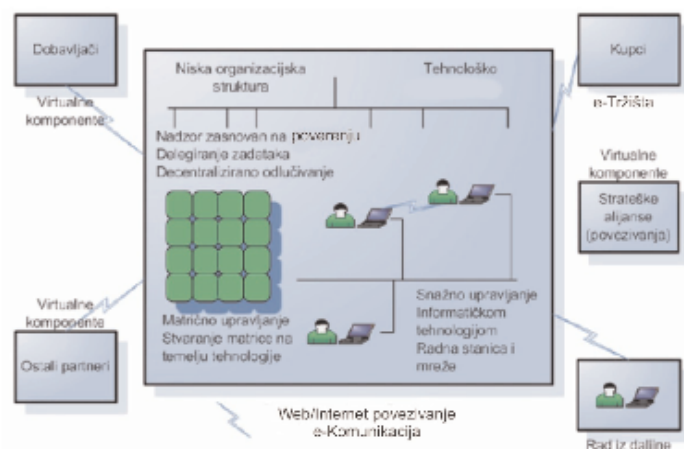 Dobavljači
Virtualne
komponente
Niska organizacijska
struktura
Tehnološko
Kupci
e-Tržišta
Nadzor zasnovan na povjerenju
Delegiranje zadataka
Decentralizirano odlučivanje
Virtualne
komponente
Strateške
alijanse
(povezivanja)
Virtualne
komponente
Ostali partneri
Matrično upravljanje
Stvaranje matrice na
temelju tehnologije
Snažno upravljanje
Informatičkom
tehnologijom
Radna stanica i
mreže
Web/Internet povezivanje
e-Komunikacija
Rad iz daljine